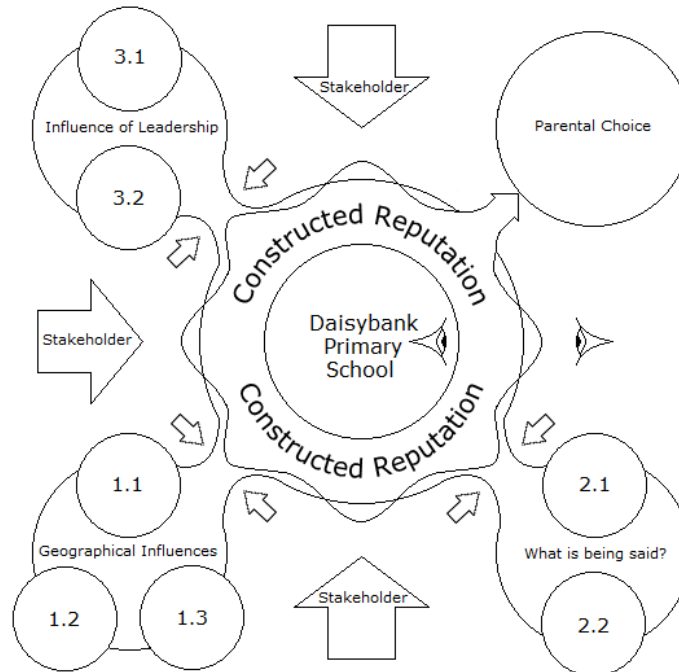 3.1
Stakeholder
Influence of Leadership
Parental Choice
3.2
Constructed Reputation
Daisybank
Primary
School
Stakeholder
Constructed Reputation
1.1
2.1
Geographical Influences
What is being said?
Stakeholder
1.2
1.3
2.2